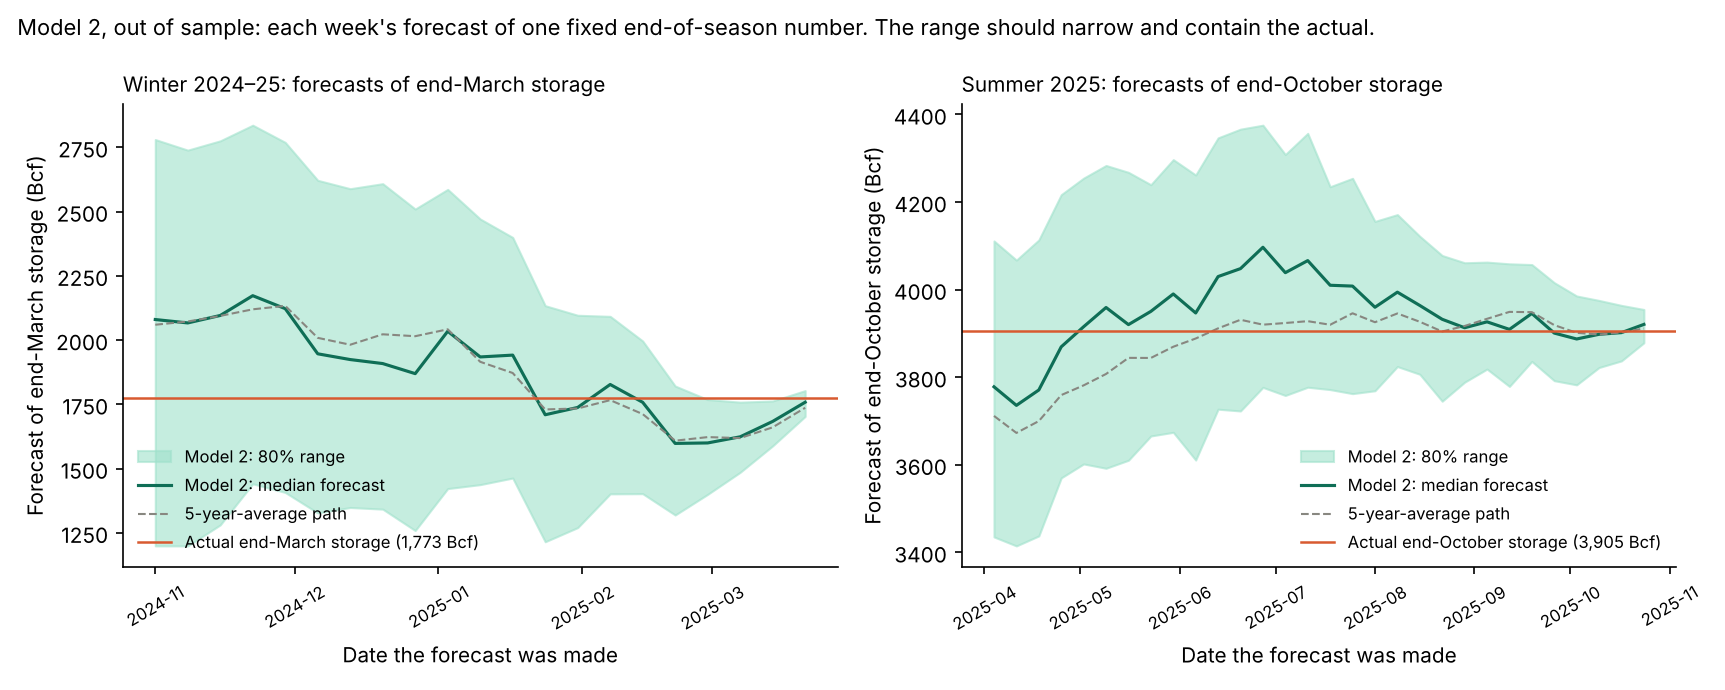 Model 2, out of sample: each week's forecast of one fixed end-of-season number. The range should narrow and contain the actual.
Winter 2024–25: forecasts of end-March storage
Forecast of end-March storage (Bcf)
2750
2500
2250
2000
1750
1500
1250
Model 2: 80% range
Model 2: median forecast
5-year-average path
Actual end-March storage (1,773 Bcf)
2024-11
2024-12
2025-01
2025-02
2025-03
Date the forecast was made
Summer 2025: forecasts of end-October storage
Forecast of end-October storage (Bcf)
4400
4200
4000
3800
3600
3400
Model 2: 80% range
Model 2: median forecast
5-year-average path
Actual end-October storage (3,905 Bcf)
2025-04
2025-05
2025-06
2025-07
2025-08
2025-09
2025-10
2025-11
Date the forecast was made